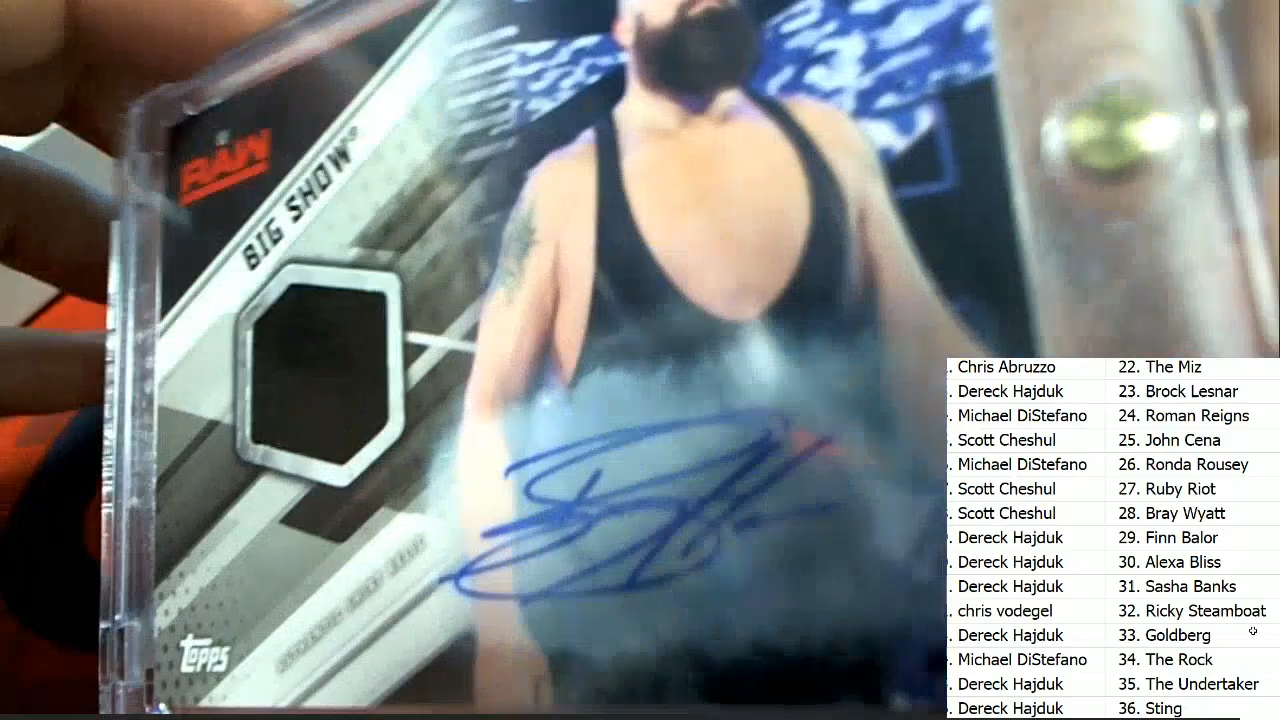 RAW
BIG SHOW
Topps
. Chris Abruzzo 22. The Miz
. Dereck Hajduk 23. Brock Lesnar
. Michael DiStefano 24. Roman Reigns
. Scott Cheshul 25. John Cena
. Michael DiStefano 26. Ronda Rousey
. Scott Cheshul 27. Ruby Riot
. Scott Cheshul 28. Bray Wyatt
. Dereck Hajduk 29. Finn Balor
. Dereck Hajduk 30. Alexa Bliss
. Dereck Hajduk 31. Sasha Banks
. chris vodegel 32. Ricky Steamboat
. Dereck Hajduk 33. Goldberg
. Michael DiStefano 34. The Rock
. Dereck Hajduk 35. The Undertaker
. Dereck Hajduk 36. Sting